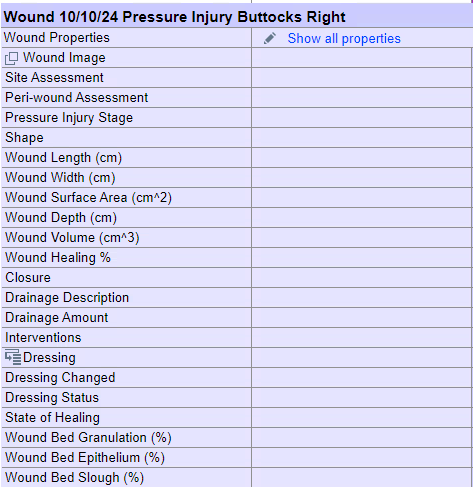 Wound 10/10/24 Pressure Injury Buttocks Right
Wound Properties Show all properties
Wound Image
Site Assessment
Peri-wound Assessment
Pressure Injury Stage
Shape
Wound Length (cm)
Wound Width (cm)
Wound Surface Area (cm^2)
Wound Depth (cm)
Wound Volume (cm^3)
Wound Healing %
Closure
Drainage Description
Drainage Amount
Interventions
Dressing
Dressing Changed
Dressing Status
State of Healing
Wound Bed Granulation (%)
Wound Bed Epithelium (%)
Wound Bed Slough (%)